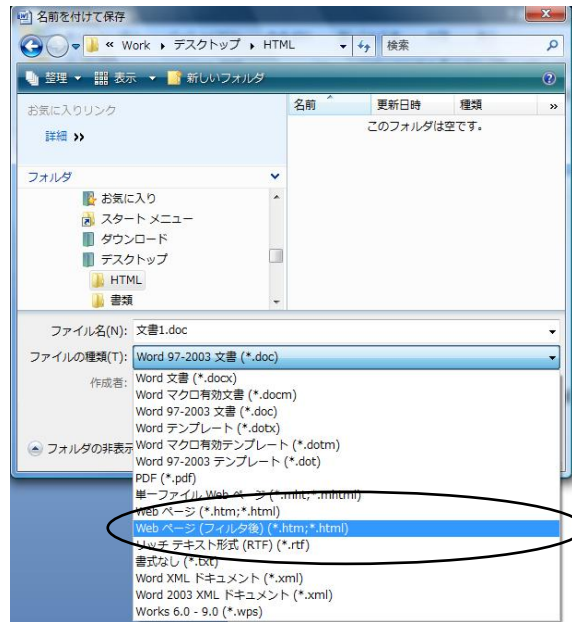 名前を付けて保存
« Work ▸ デスクトップ ▸ HTML
検索
整理 表示 新しいフォルダ
お気に入りリンク
詳細 »
名前 更新日時 種類 »
このフォルダは空です。
フォルダ
お気に入り
スタート メニュー
ダウンロード
デスクトップ
HTML
書類
ファイル名(N): 文書1.doc
ファイルの種類(T): Word 97-2003 文書 (*.doc)
作成者:
フォルダの非表示
Word 文書 (*.docx)
Word マクロ有効文書 (*.docm)
Word 97-2003 文書 (*.doc)
Word テンプレート (*.dotx)
Word マクロ有効テンプレート (*.dotm)
Word 97-2003 テンプレート (*.dot)
PDF (*.pdf)
単一ファイル Web ページ (*.mht;*.mhtml)
Web ページ (*.htm;*.html)
Web ページ (フィルタ後) (*.htm;*.html)
リッチ テキスト形式 (RTF) (*.rtf)
書式なし (*.txt)
Word XML ドキュメント (*.xml)
Word 2003 XML ドキュメント (*.xml)
Works 6.0 - 9.0 (*.wps)